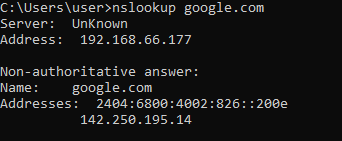 C:\Users\user>nslookup google.com
Server:  UnKnown
Address:  192.168.66.177

Non-authoritative answer:
Name:    google.com
Addresses:  2404:6800:4002:826::200e
          142.250.195.14